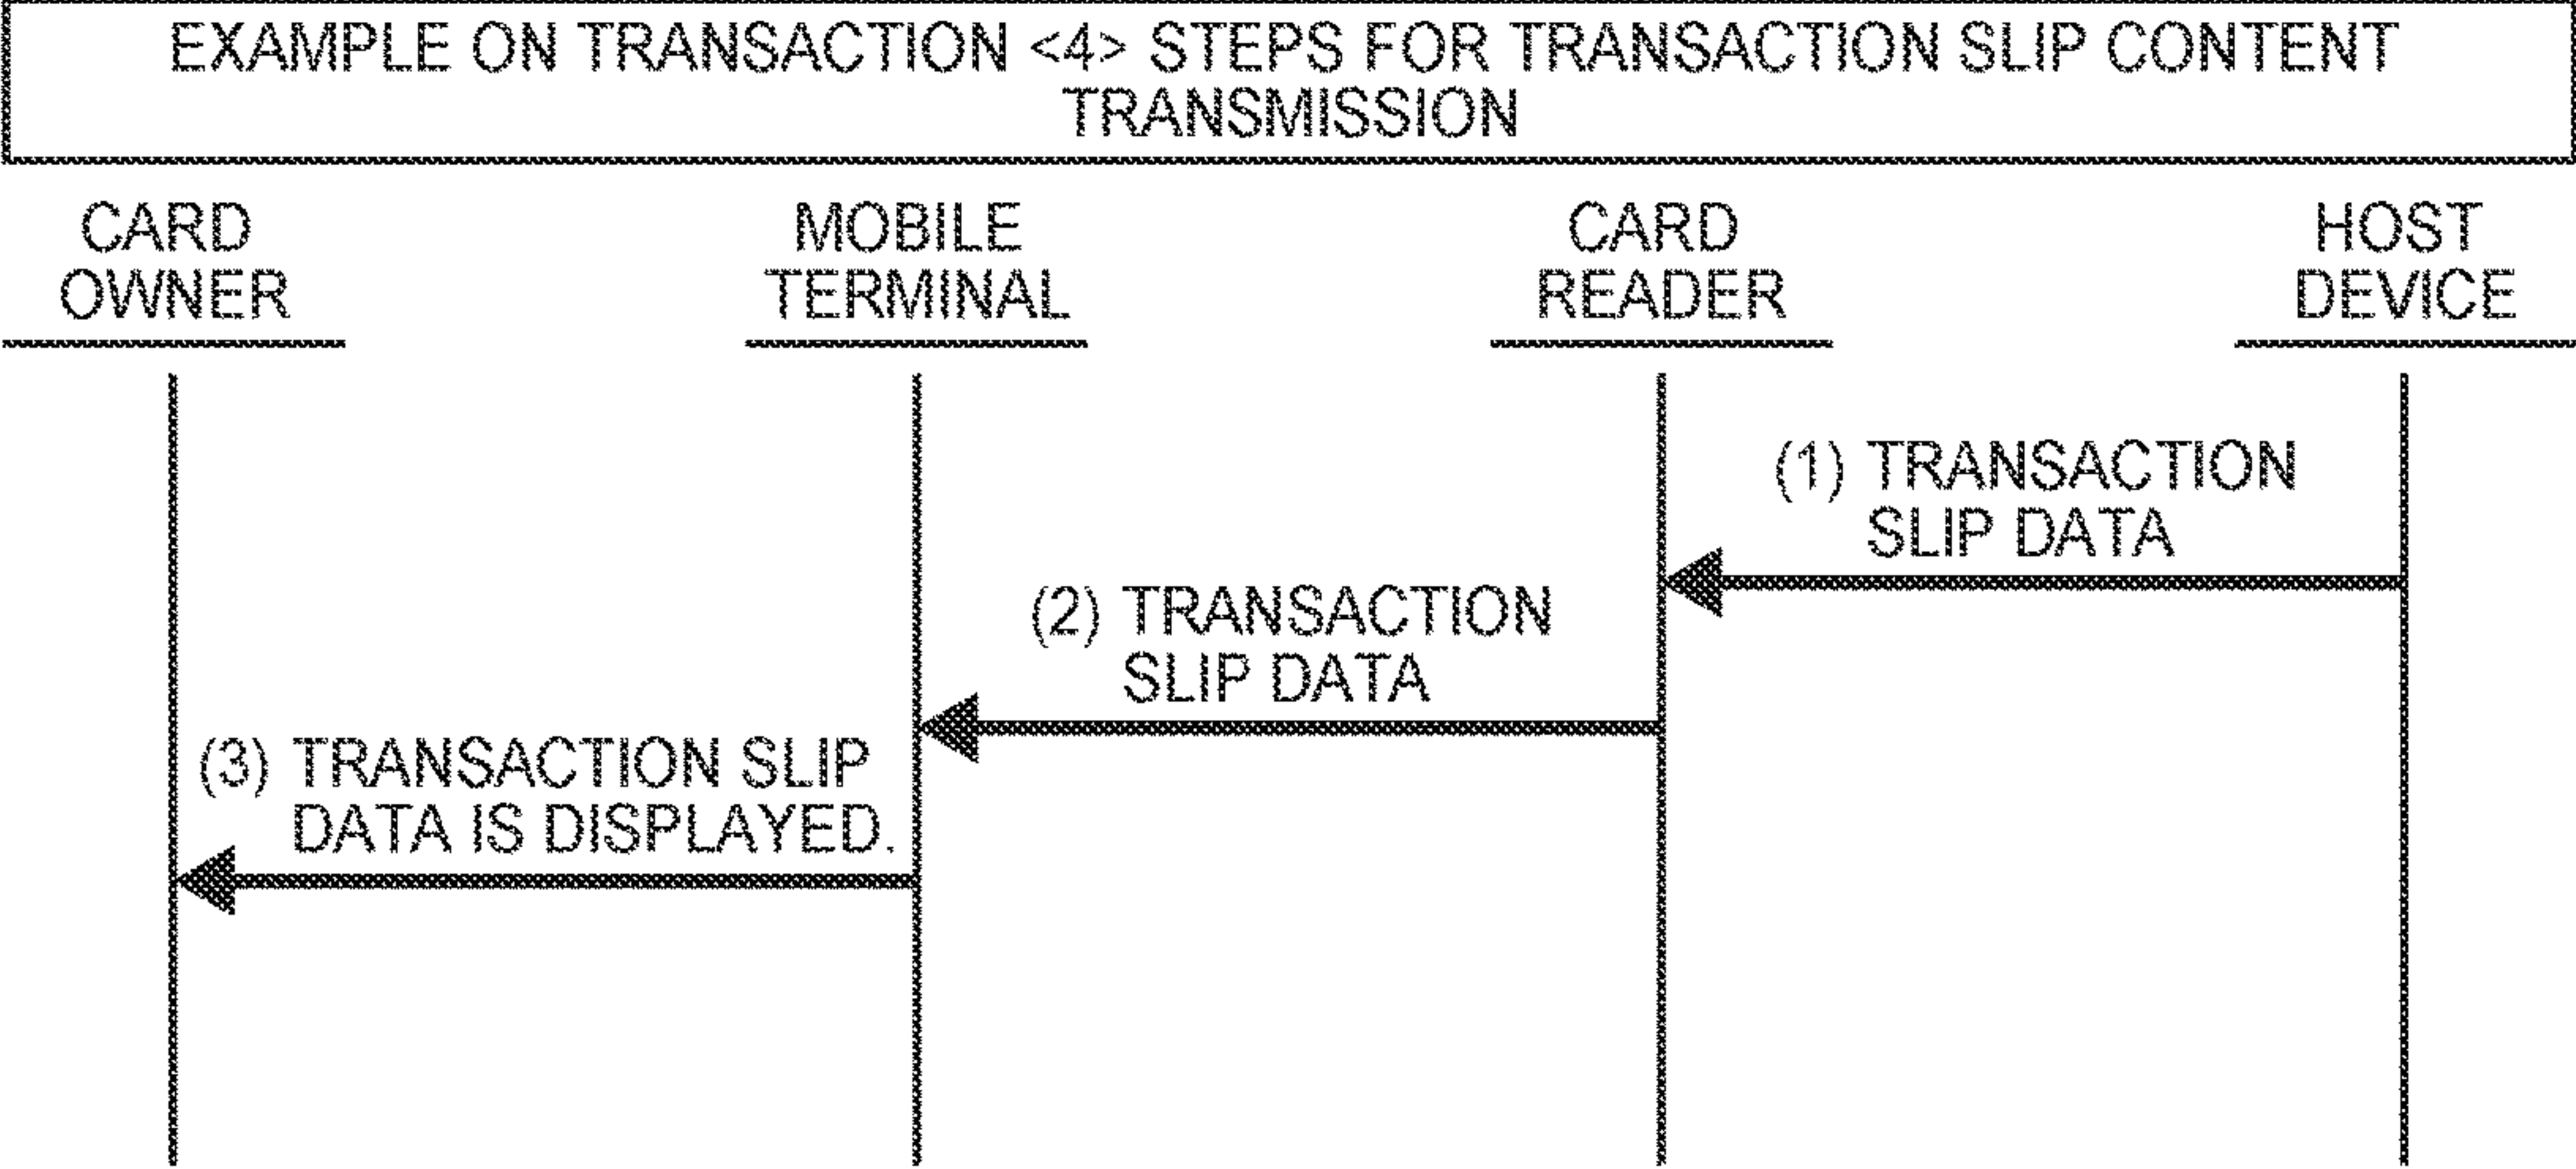 EXAMPLE ON TRANSACTION <4> STEPS FOR TRANSACTION SLIP CONTENT
TRANSMISSION
CARD
OWNER
MOBILE
TERMINAL
CARD
READER
HOST
DEVICE
(1) TRANSACTION
SLIP DATA
(2) TRANSACTION
SLIP DATA
(3) TRANSACTION SLIP
DATA IS DISPLAYED.